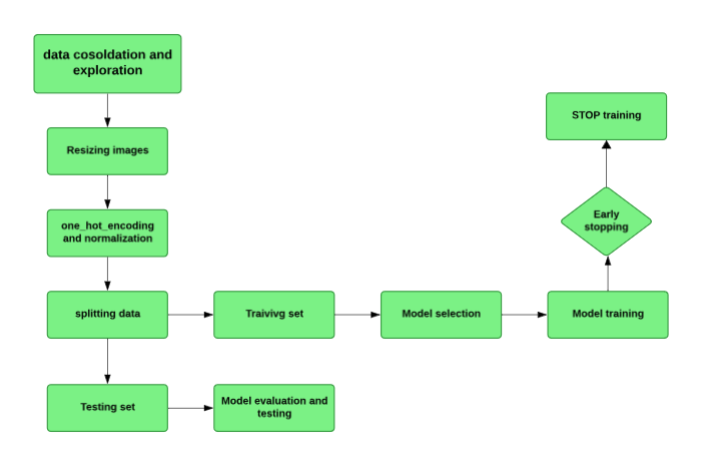 data cosoldation and
exploration
Resizing images
one_hot_encoding
and normalization
splitting data
Traivivg set
Model selection
Model training
Early
stopping
STOP training
Testing set
Model evaluation and
testing